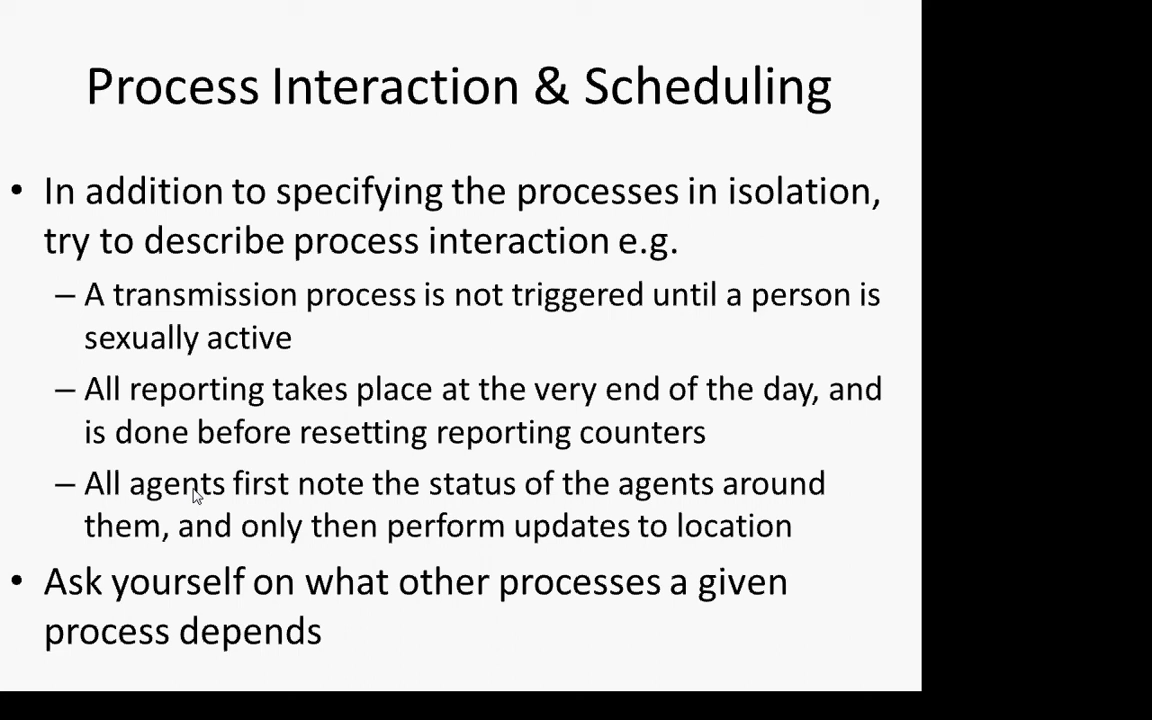 Process Interaction & Scheduling
• In addition to specifying the processes in isolation,
try to describe process interaction e.g.
– A transmission process is not triggered until a person is
sexually active
– All reporting takes place at the very end of the day, and
is done before resetting reporting counters
– All agents first note the status of the agents around
them, and only then perform updates to location
• Ask yourself on what other processes a given
process depends